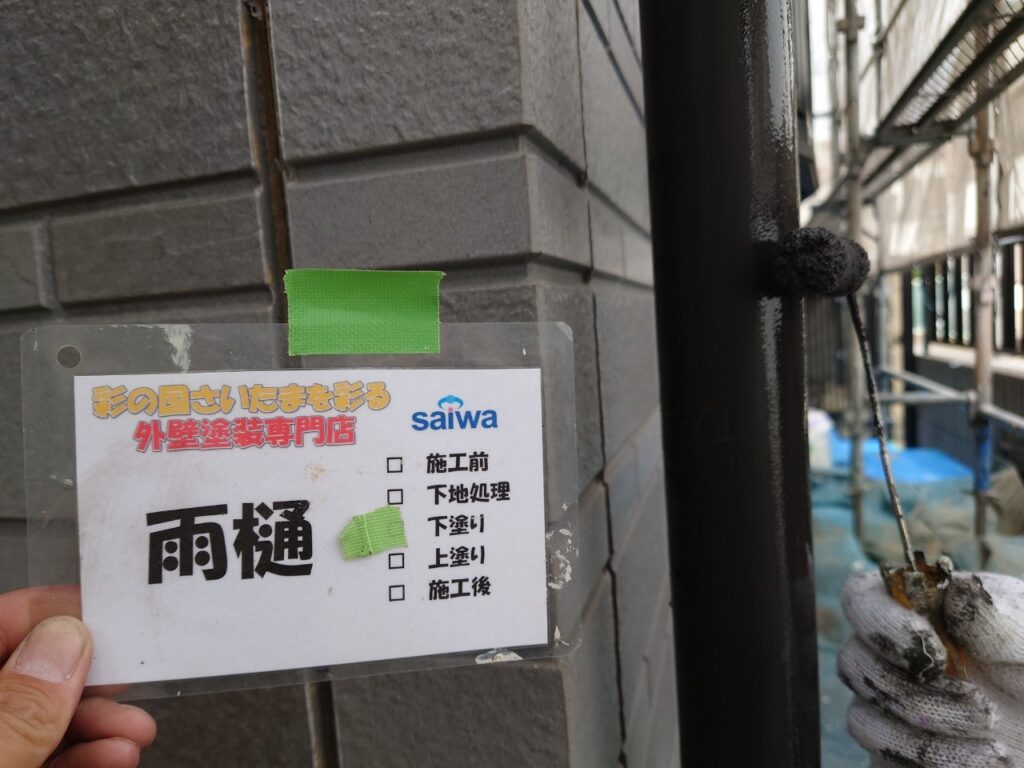 彩の国さいたまを彩る
外壁塗装専門店
saiwa
雨樋
□ 施工前
□ 下地処理
下塗り
□ 上塗り
□ 施工後